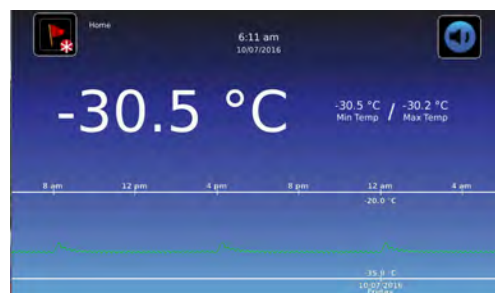 Home
6:11 am
10/07/2016
-30.5 °C
-30.5 °C / -30.2 °C
Min Temp Max Temp
8 am 12 pm 4 pm 8 pm 12 am 4 am
-20.0 °C
-35.0 °C
10/07/2016
Friday